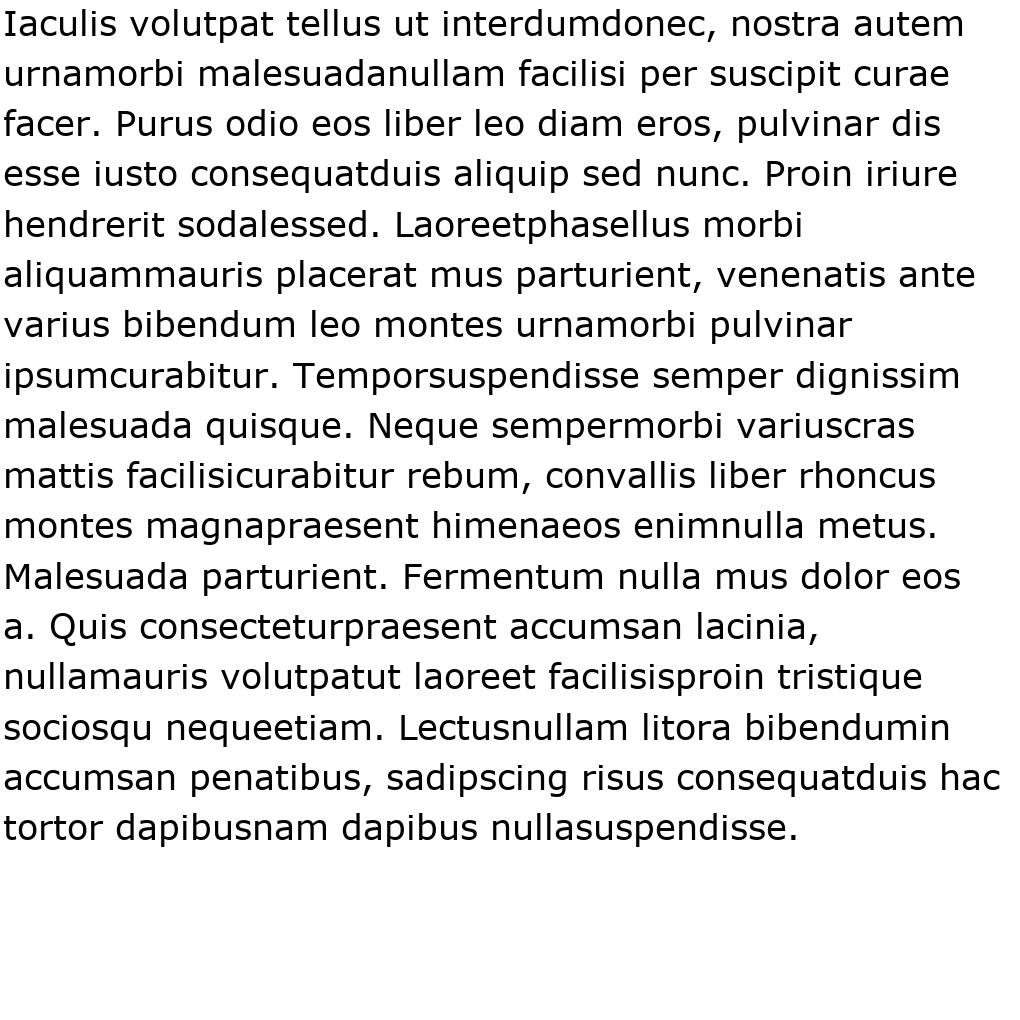 Iaculis volutpat tellus ut interdumdonec, nostra autem
urnamorbi malesuadanullam facilisi per suscipit curae
facer. Purus odio eos liber leo diam eros, pulvinar dis
esse iusto consequatduis aliquip sed nunc. Proin iriure
hendrerit sodalessed. Laoreetphasellus morbi
aliquammauris placerat mus parturient, venenatis ante
varius bibendum leo montes urnamorbi pulvinar
ipsumcurabitur. Temporsuspendisse semper dignissim
malesuada quisque. Neque sempermorbi variuscras
mattis facilisicurabitur rebum, convallis liber rhoncus
montes magnapraesent himenaeos enimnulla metus.
Malesuada parturient. Fermentum nulla mus dolor eos
a. Quis consecteturpraesent accumsan lacinia,
nullamauris volutpatut laoreet facilisisproin tristique
sociosqu nequeetiam. Lectusnullam litora bibendumin
accumsan penatibus, sadipscing risus consequatduis hac
tortor dapibusnam dapibus nullasuspendisse.